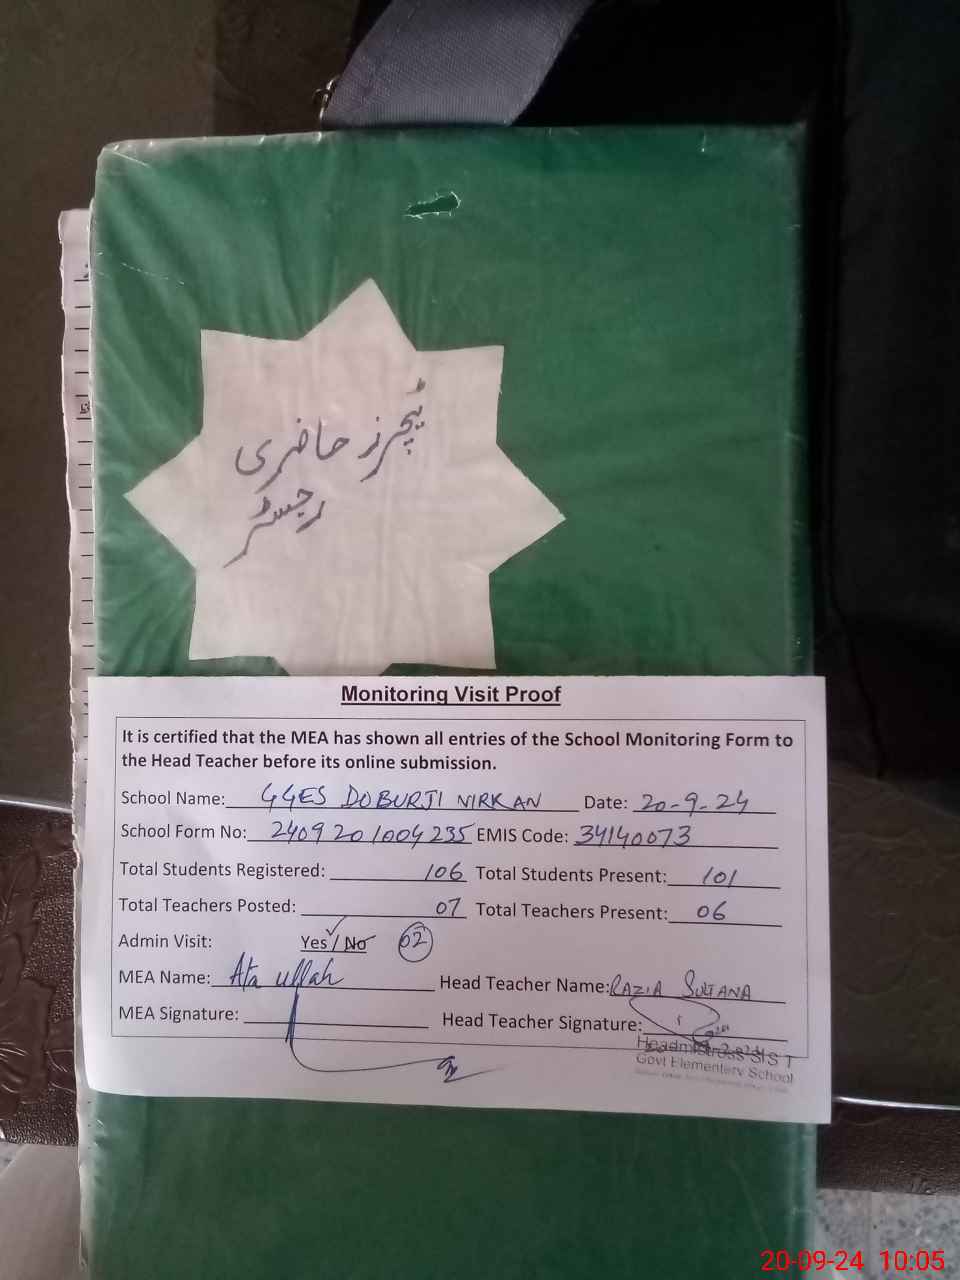 ٹیچرز حاضری
رجسٹر
Monitoring Visit Proof
It is certified that the MEA has shown all entries of the School Monitoring Form to
the Head Teacher before its online submission.
School Name: GGES DOBURJI NIRKAN Date: 20-9-24
School Form No: 2409201004235 EMIS Code: 34140073
Total Students Registered: 106 Total Students Present: 101
Total Teachers Posted: 07 Total Teachers Present: 06
Admin Visit: Yes / No 02
MEA Name: Ata ullah Head Teacher Name: RAZIA SULTANA
MEA Signature: Head Teacher Signature:
Headmistress
Govt Elementery School
20-09-24 10:05